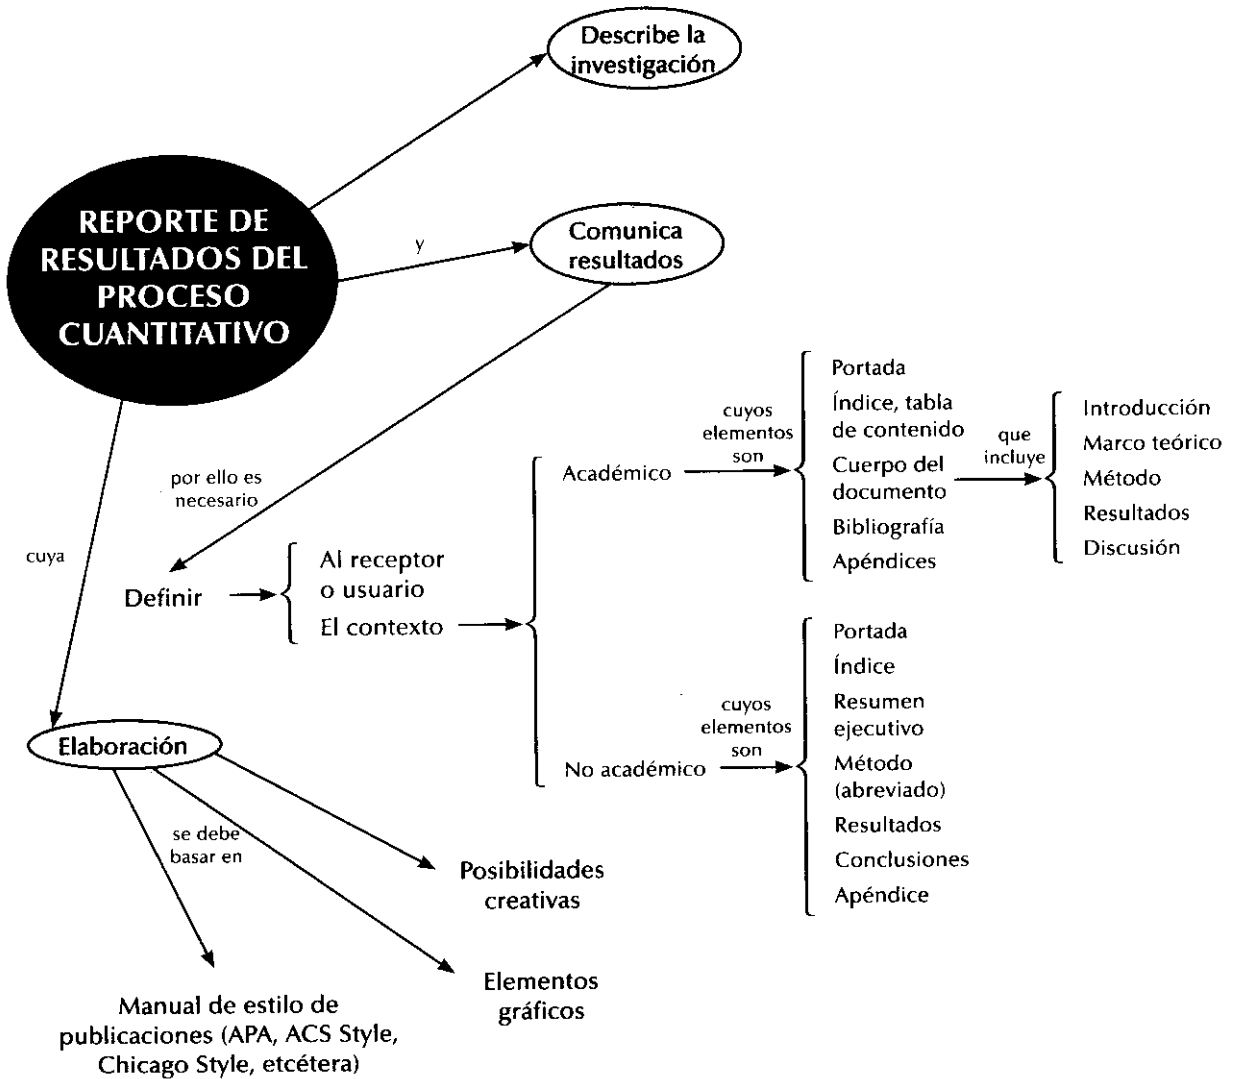 Describe la
investigación
REPORTE DE
RESULTADOS DEL
PROCESO
CUANTITATIVO
y
Comunica
resultados
por ello es
necesario
cuya
Definir
Al receptor
o usuario
El contexto
Académico
cuyos
elementos
son
Portada
Índice, tabla
de contenido
Cuerpo del
documento
Bibliografía
Apéndices
que
incluye
Introducción
Marco teórico
Método
Resultados
Discusión
No académico
cuyos
elementos
son
Portada
Índice
Resumen
ejecutivo
Método
(abreviado)
Resultados
Conclusiones
Apéndice
Elaboración
se debe
basar en
Posibilidades
creativas
Elementos
gráficos
Manual de estilo de
publicaciones (APA, ACS Style,
Chicago Style, etcétera)